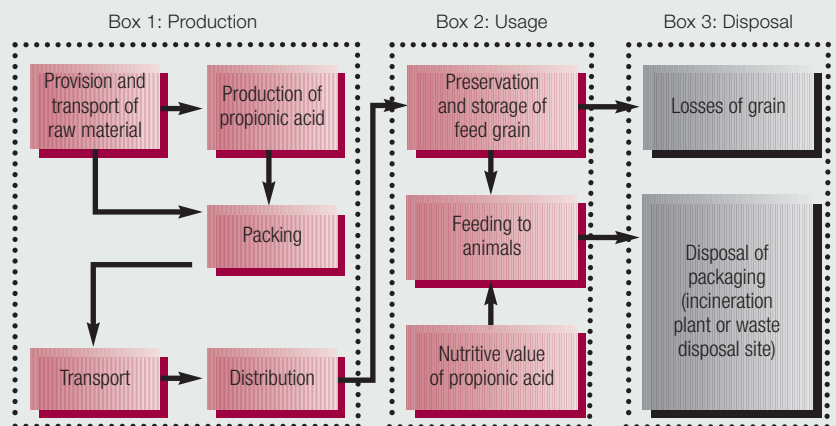 Box 1: Production
Provision and
transport of
raw material
Production of
propionic acid
Packing
Transport
Distribution
Box 2: Usage
Preservation
and storage of
feed grain
Feeding to
animals
Nutritive value
of propionic acid
Box 3: Disposal
Losses of grain
Disposal of
packaging
(incineration
plant or waste
disposal site)